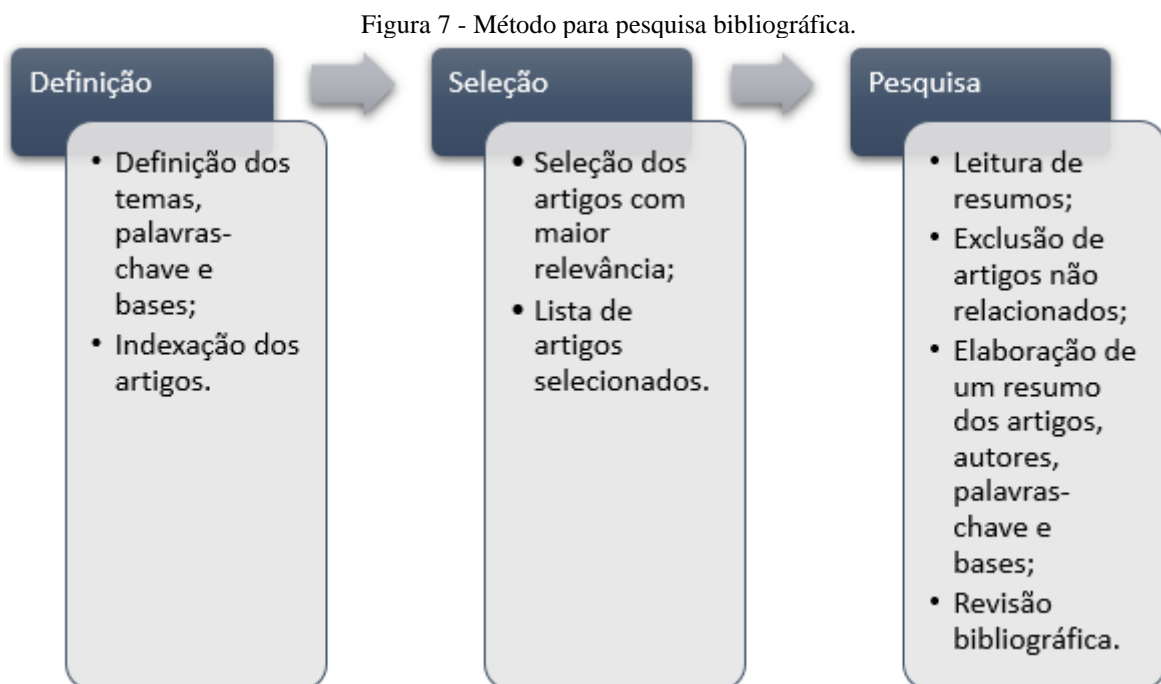 Figura 7 - Método para pesquisa bibliográfica.
Definição
• Definição dos
temas,
palavras-
chave e
bases;
• Indexação dos
artigos.
Seleção
• Seleção dos
artigos com
maior
relevância;
• Lista de
artigos
selecionados.
Pesquisa
• Leitura de
resumos;
• Exclusão de
artigos não
relacionados;
• Elaboração de
um resumo
dos artigos,
autores,
palavras-
chave e
bases;
• Revisão
bibliográfica.